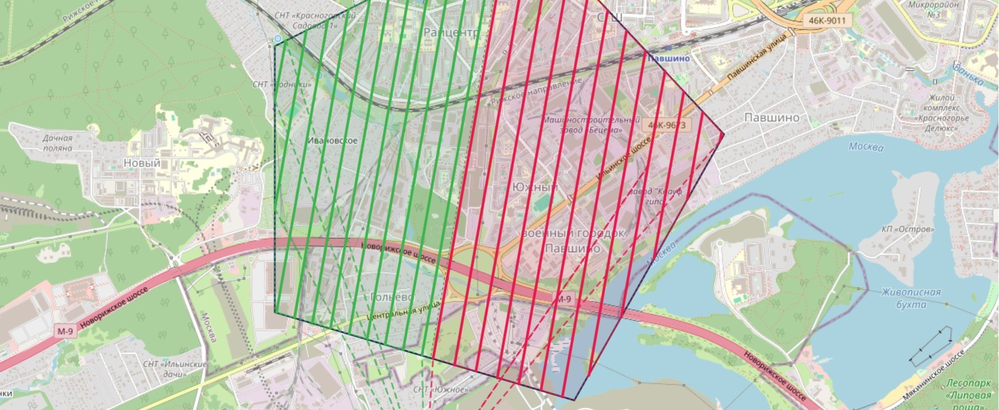 Рижское н
СНТ «Красногорский
Садовод-1»
Райцентр
46К-9011
Микрорайон
№3
Павшино
Павшинская улица
Ванька
СНТ «Родники»
Рижское направление
Жилой
комплекс
«Красногорье
Делюкс»
Машиностроительный
завод «Бецема»
46К-9673
Павшино
Дачная
поляна
Ивановское
Москва
Новый
Ильинское шоссе
Южный
завод "Кнауф
гипс"
военный городок
Павшино
КП «Остров»
Новорижское шоссе
Москва
Гольево
М-9
Центральная улица
Живописная
бухта
Новорижское шоссе
М-9
Москва
СНТ «Ильинские
дачи»
Новорижское шоссе
Мякининское шоссе
СНТ «Южное»
Лесопарк
«Липовая
роща»
нки